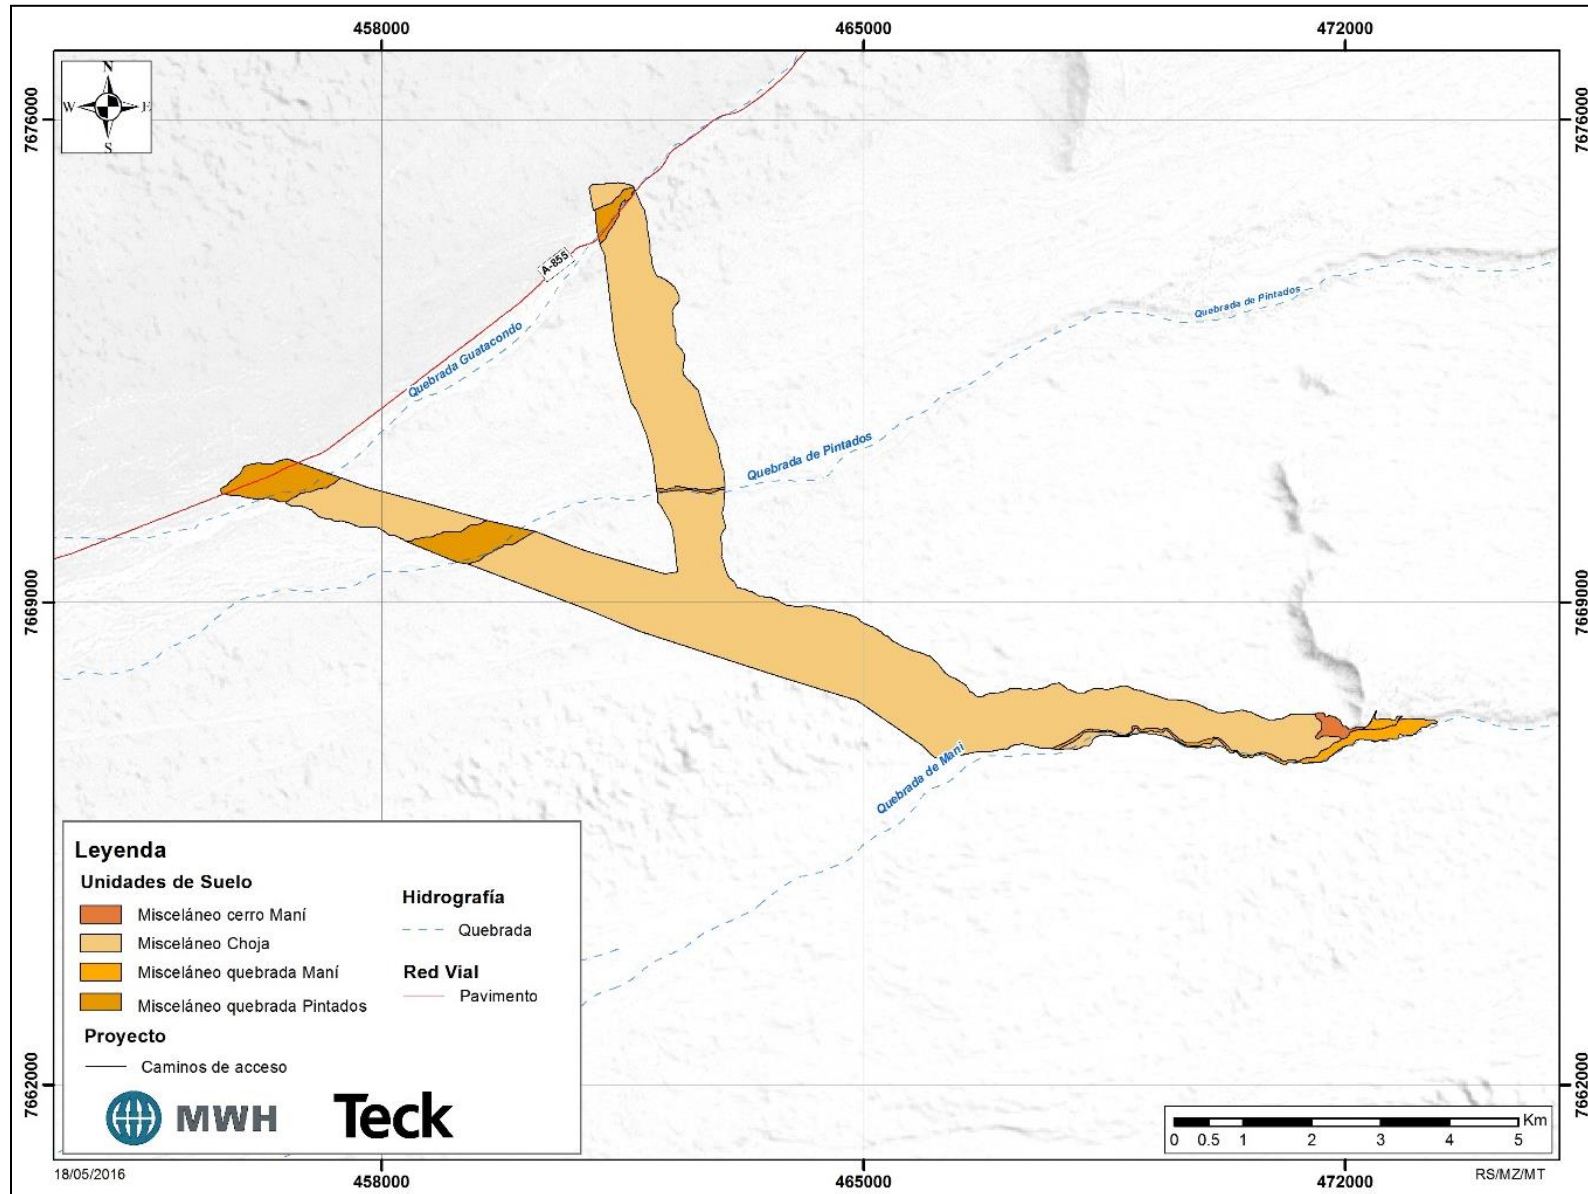 458000
465000
472000
N
W E
S
7676000
7676000
A-855
Quebrada de Pintados
Quebrada Guatacondo
Quebrada de Pintados
7669000
7669000
Quebrada de Maní
Leyenda
Unidades de Suelo
Misceláneo cerro Maní
Misceláneo Choja
Misceláneo quebrada Maní
Misceláneo quebrada Pintados
Hidrografía
Quebrada
Red Vial
Pavimento
Proyecto
Caminos de acceso
MWH
Teck
7662000
7662000
Km
0 0.5 1 2 3 4 5
18/05/2016
458000
465000
472000
RS/MZ/MT